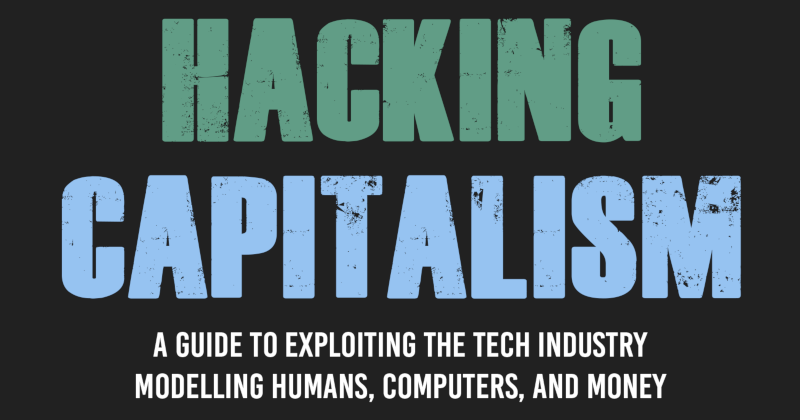 HACKING
CAPITALISM
A GUIDE TO EXPLOITING THE TECH INDUSTRY
MODELLING HUMANS, COMPUTERS, AND MONEY